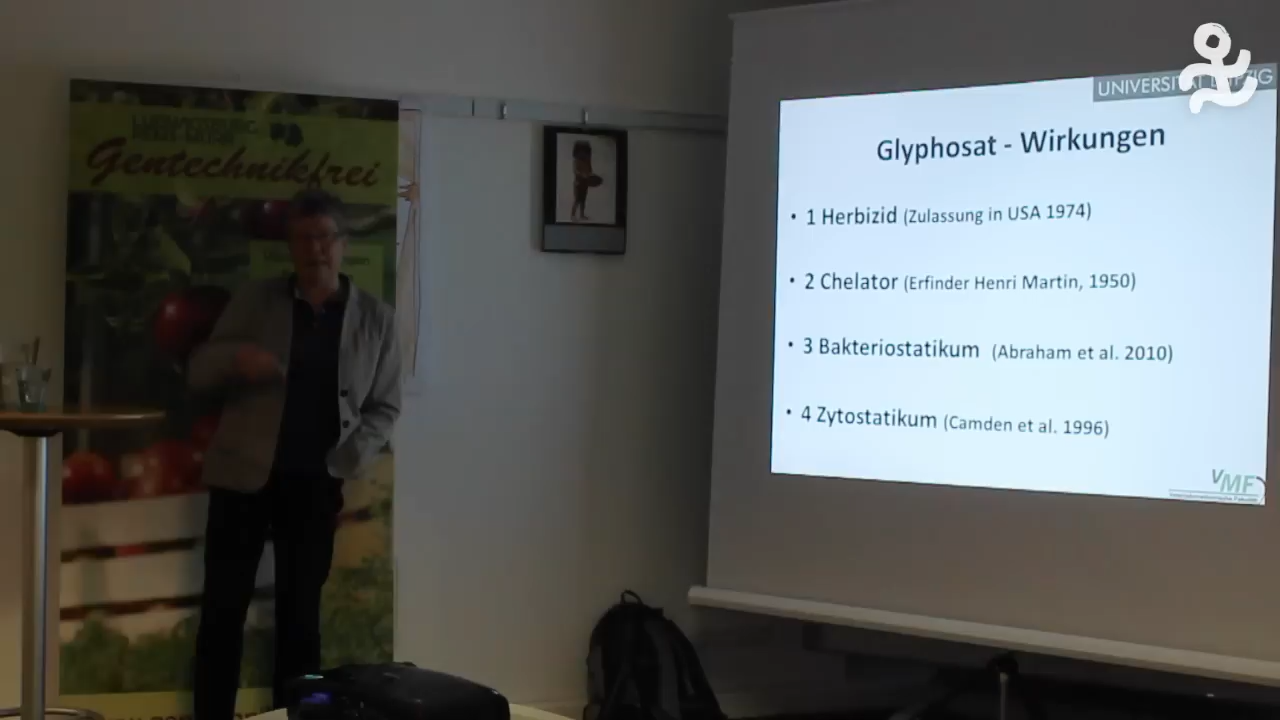 Gentechnikfrei
UNIVERSITÄT LEIPZIG
Glyphosat - Wirkungen
• 1 Herbizid (Zulassung in USA 1974)
• 2 Chelator (Erfinder Henri Martin, 1950)
• 3 Bakteriostatikum (Abraham et al. 2010)
• 4 Zytostatikum (Camden et al. 1996)
VMF